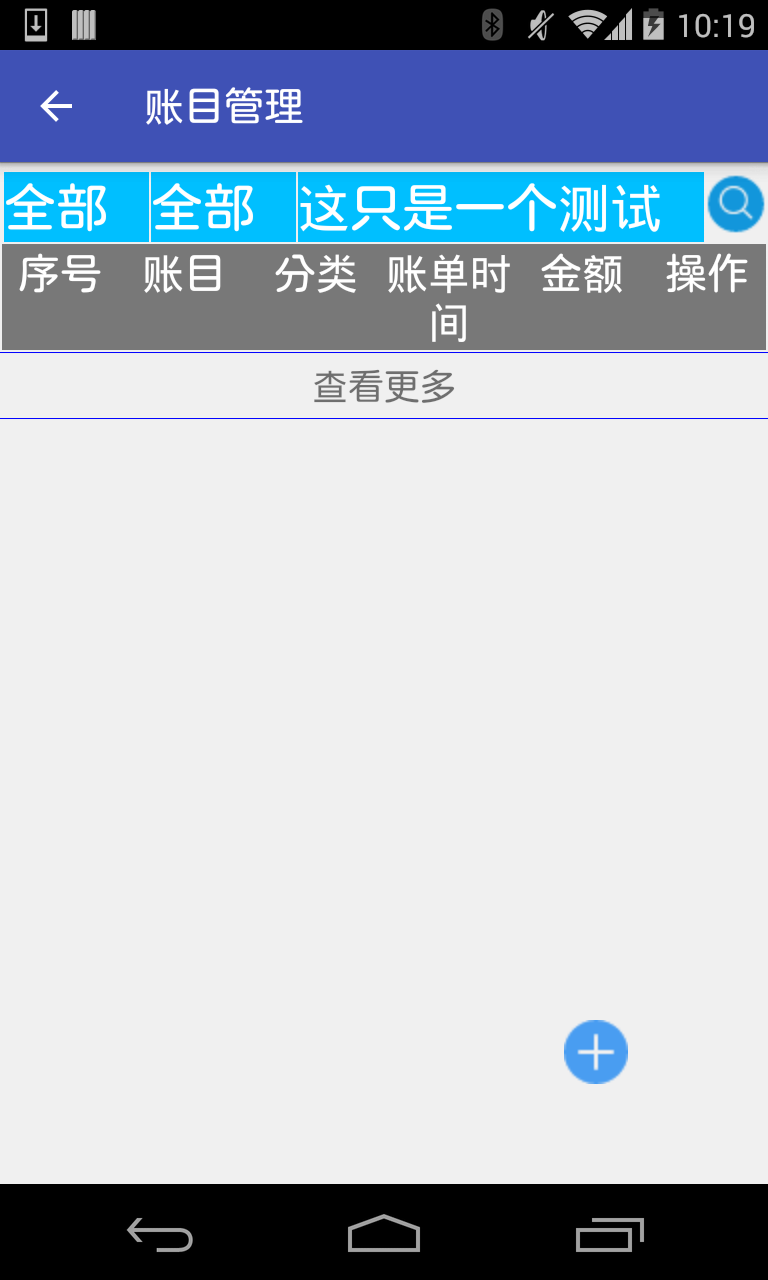 10:19
账目管理
全部 全部 这只是一个测试
序号 账目 分类 账单时间 金额 操作
查看更多